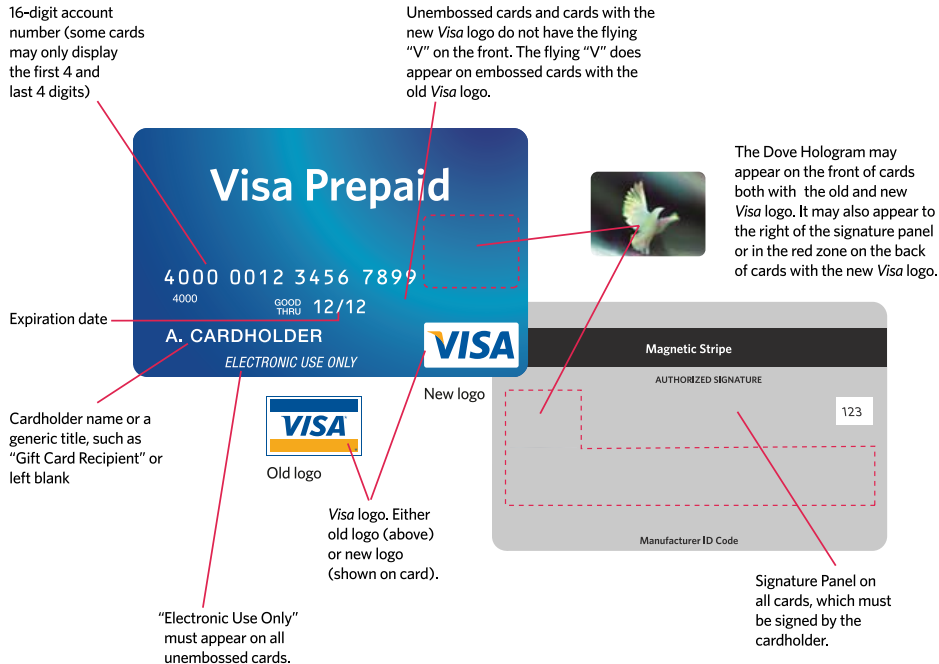 16-digit account
number (some cards
may only display
the first 4 and
last 4 digits)
Unembossed cards and cards with the
new Visa logo do not have the flying
“V” on the front. The flying “V” does
appear on embossed cards with the
old Visa logo.
The Dove Hologram may
appear on the front of cards
both with the old and new
Visa logo. It may also appear to
the right of the signature panel
or in the red zone on the back
of cards with the new Visa logo.
Visa Prepaid
4000 0012 3456 7899
4000
GOOD
THRU 12/12
Expiration date
A. CARDHOLDER
ELECTRONIC USE ONLY
VISA
New logo
Magnetic Stripe
AUTHORIZED SIGNATURE
123
Manufacturer ID Code
Cardholder name or a
generic title, such as
“Gift Card Recipient” or
left blank
VISA
Old logo
Visa logo. Either
old logo (above)
or new logo
(shown on card).
“Electronic Use Only”
must appear on all
unembossed cards.
Signature Panel on
all cards, which must
be signed by the
cardholder.